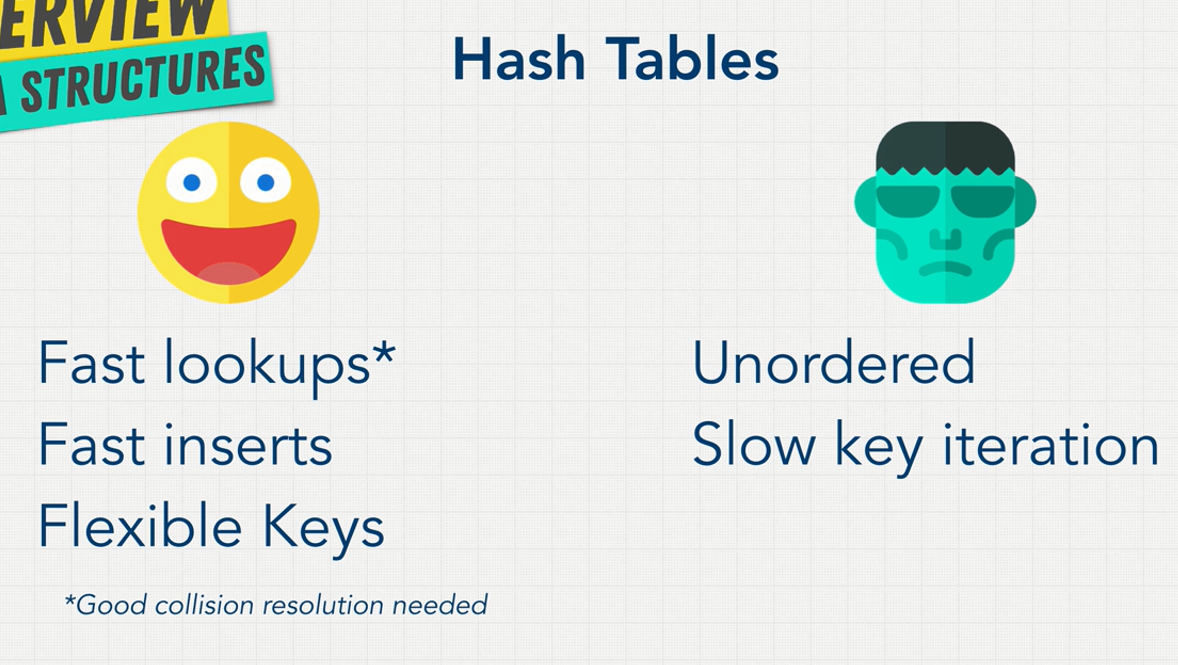 ERVIEW
STRUCTURES
Hash Tables
Fast lookups*
Fast inserts
Flexible Keys
*Good collision resolution needed
Unordered
Slow key iteration